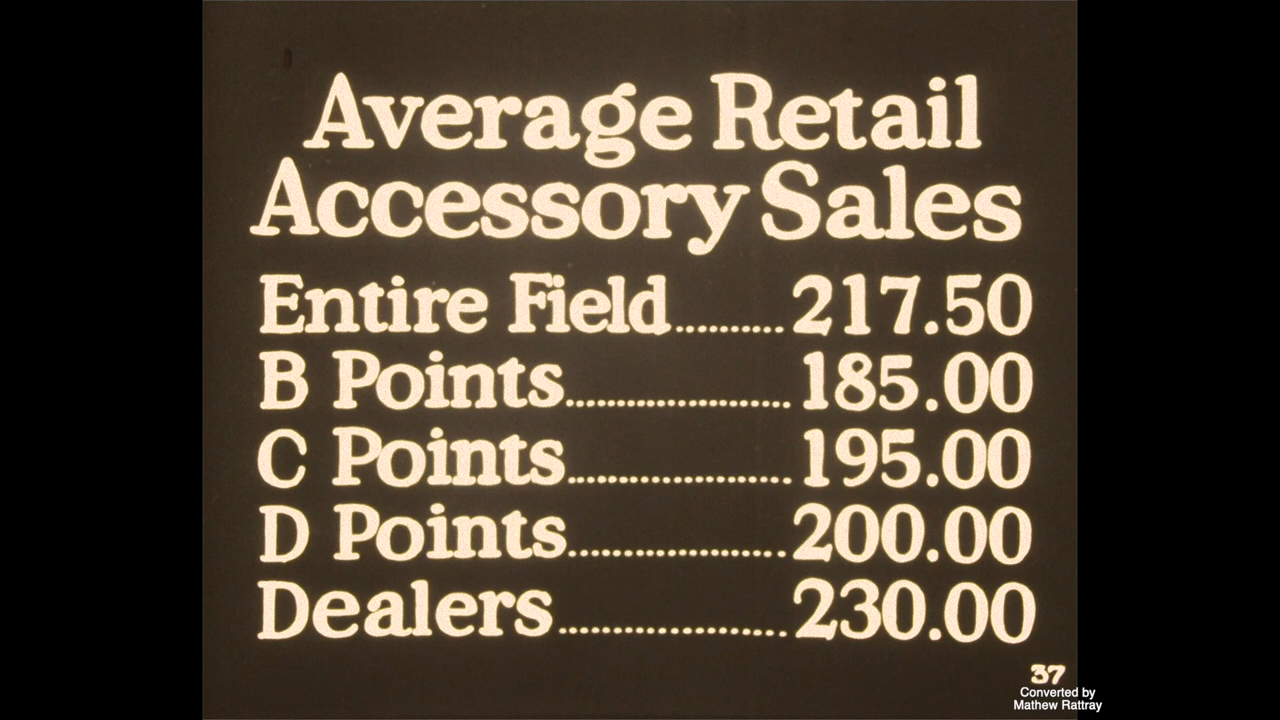 Average Retail
Accessory Sales
Entire Field..........217.50
B Points......................185.00
C Points......................195.00
D Points......................200.00
Dealers......................230.00
37
Converted by
Mathew Rattray